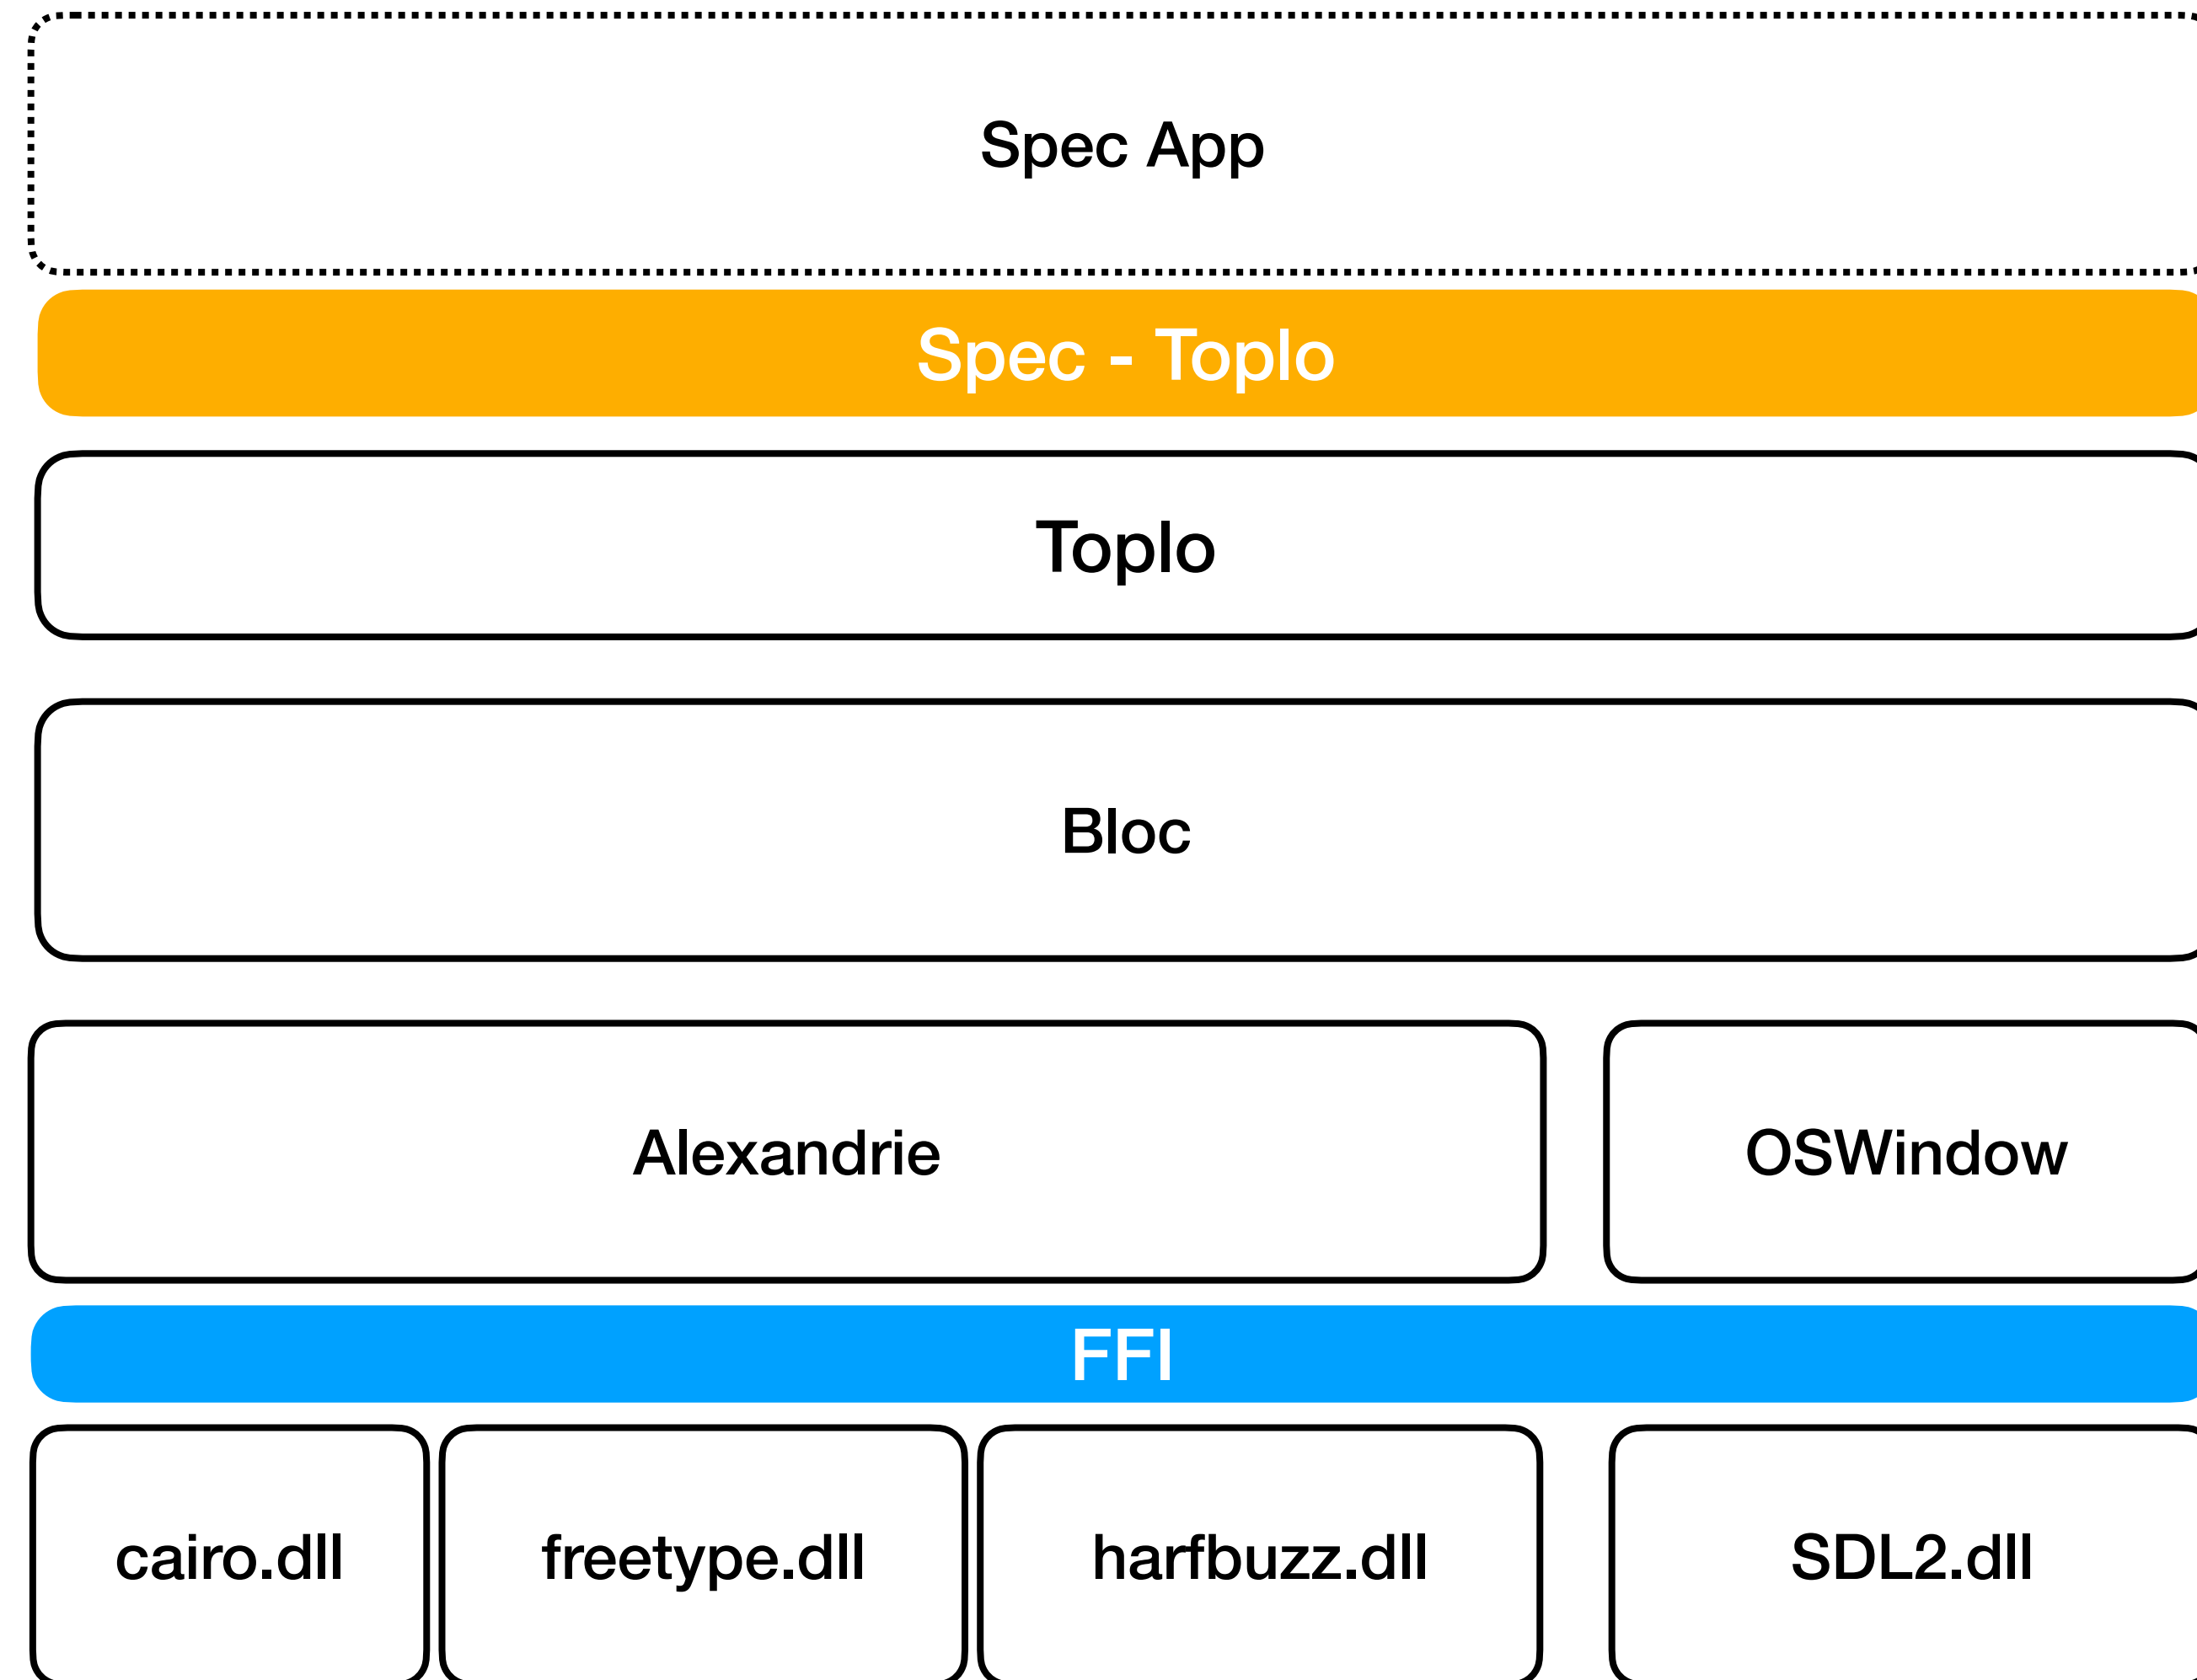 Spec App
Spec - Toplo
Toplo
Bloc
Alexandrie
OSWindow
FFI
cairo.dll
freetype.dll
harfbuzz.dll
SDL2.dll